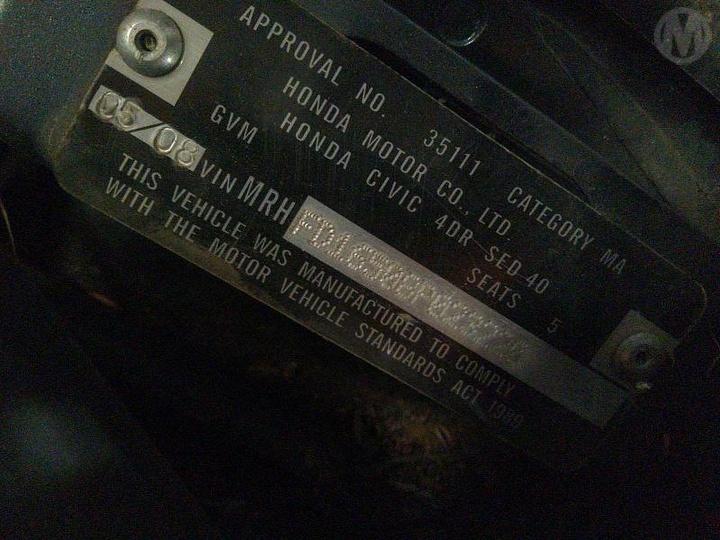 APPROVAL NO. 35111 CATEGORY MA
HONDA MOTOR CO., LTD.
HONDA CIVIC 4DR SED-40
05/08 GVM SEATS 5
VIN MRH
THIS VEHICLE WAS MANUFACTURED TO COMPLY
WITH THE MOTOR VEHICLE STANDARDS ACT 1989